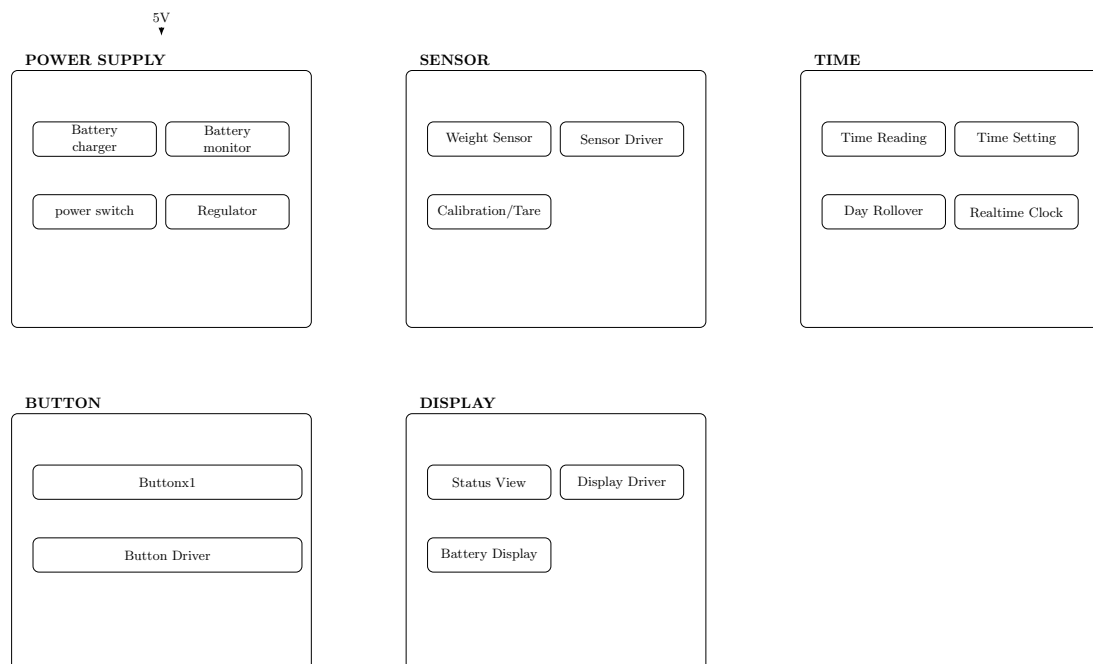 5V
POWER SUPPLY
Battery
charger
Battery
monitor
power switch
Regulator
SENSOR
Weight Sensor
Sensor Driver
Calibration/Tare
TIME
Time Reading
Time Setting
Day Rollover
Realtime Clock
BUTTON
Buttonx1
Button Driver
DISPLAY
Status View
Display Driver
Battery Display